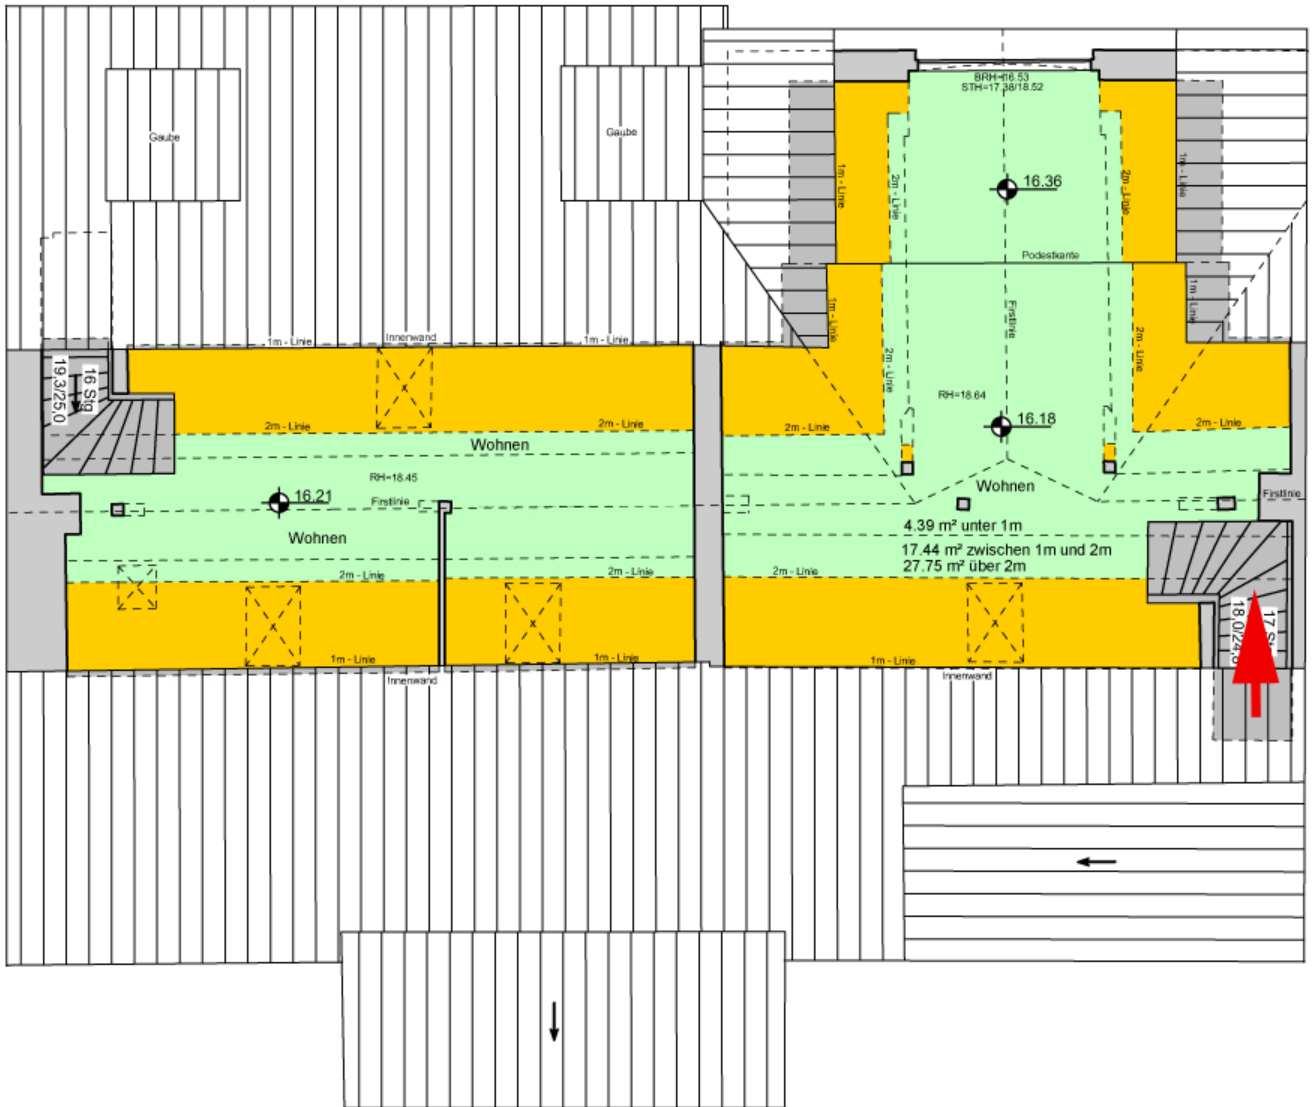 Gaube
Gaube
BRH=16.53
STH=17.38/18.52
1m - Linie
2m - Linie
16.36
2m - Linie
1m - Linie
Podestkante
1m - Linie
2m - Linie
Firstlinie
2m - Linie
1m - Linie
1m - Linie
Innenwand
1m - Linie
16 Stg
19.3/25,0
RH=18.64
16.18
2m - Linie
2m - Linie
2m - Linie
2m - Linie
Wohnen
RH=18.45
16.21
Firstlinie
Wohnen
Wohnen
Firstlinie
4.39 m² unter 1m
17.44 m² zwischen 1m und 2m
27.75 m² über 2m
2m - Linie
2m - Linie
2m - Linie
17
18.0/24.
1m - Linie
1m - Linie
1m - Linie
Innenwand
Innenwand